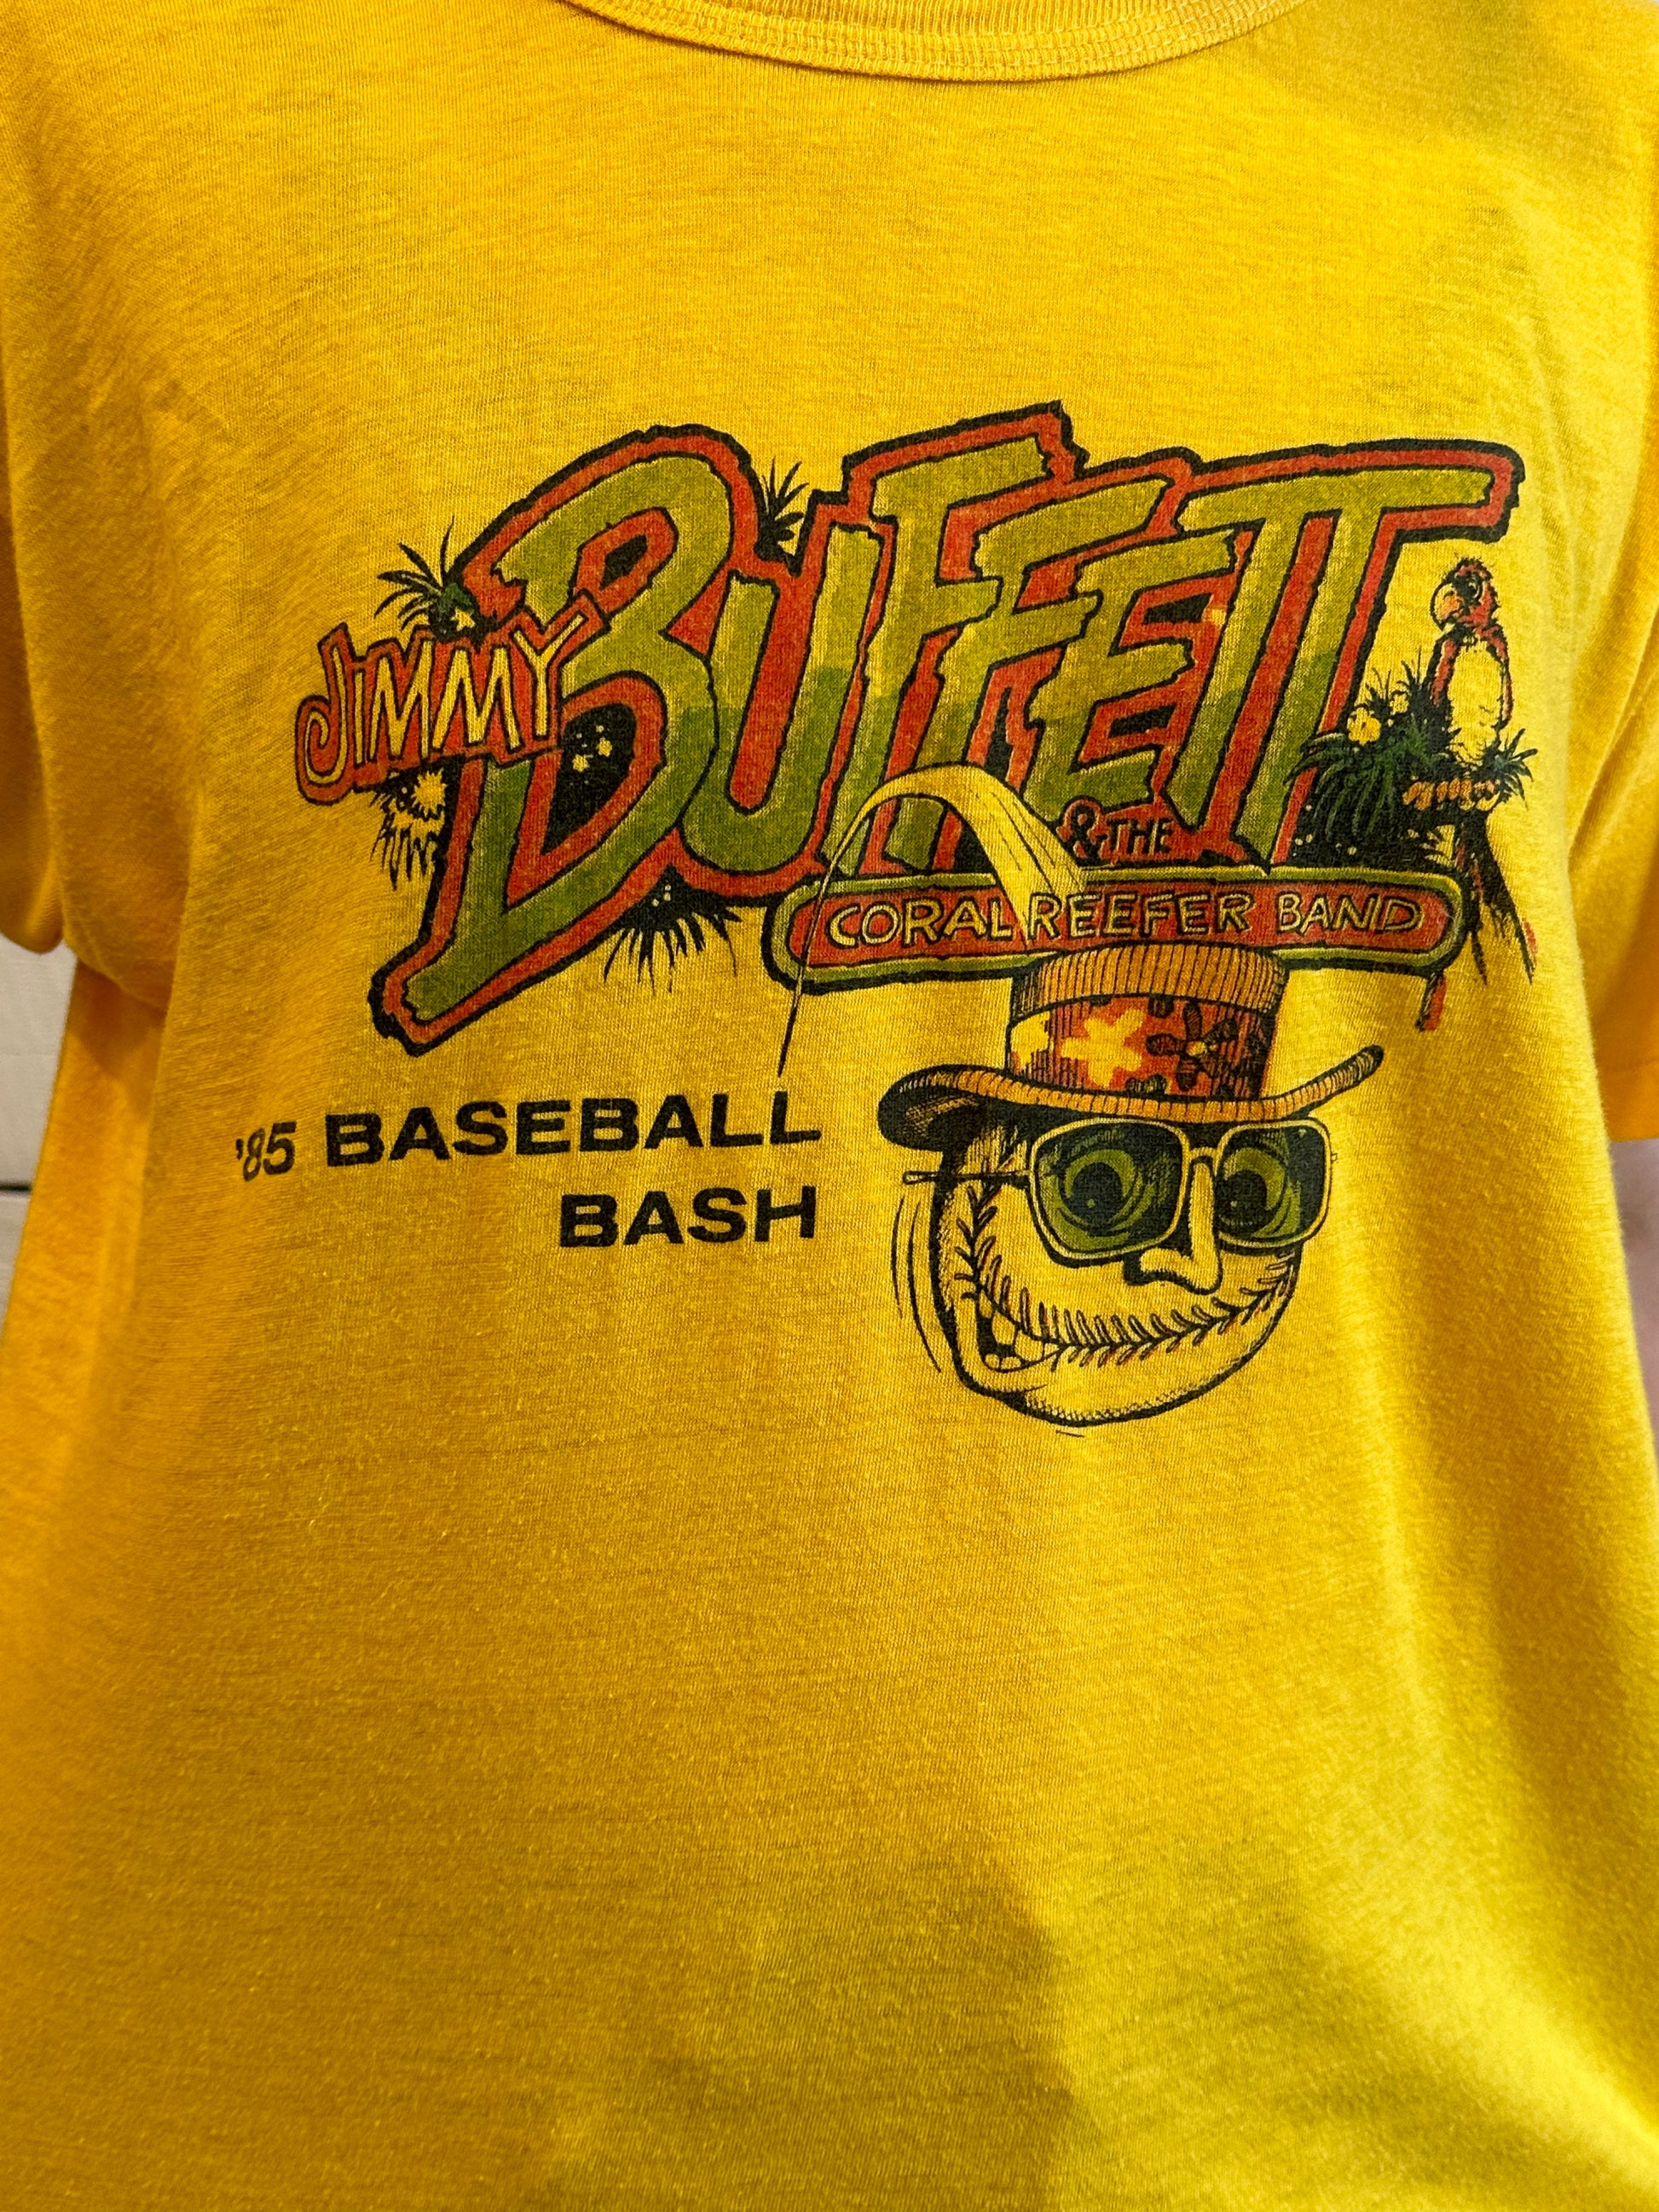 JIMMY
BUFFETT
& THE
CORAL REEFER BAND
'85 BASEBALL
BASH